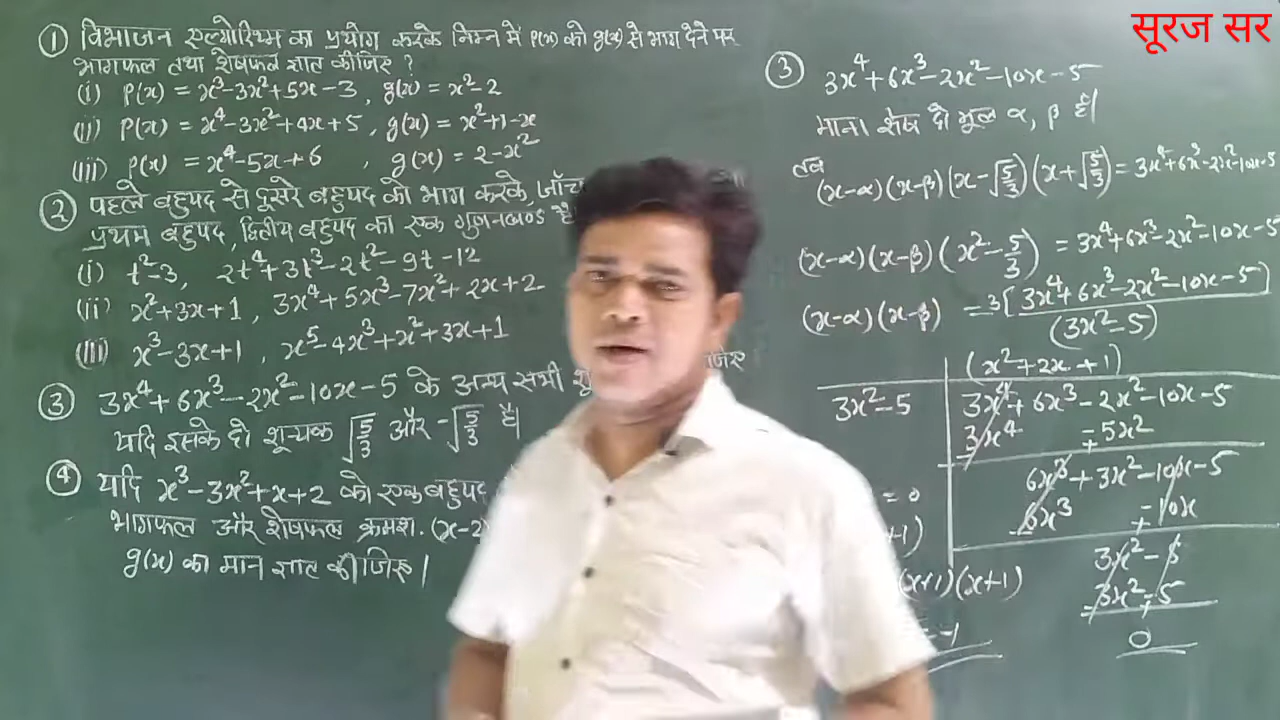 सूरज सर
① विभाजन एल्गोरिथ्म का प्रयोग करके निम्न में p(x) को g(x) से भाग देने पर
भागफल तथा शेषफल ज्ञात कीजिए ?
(i) p(x) = x³-3x²+5x-3, g(x) = x²-2
(ii) p(x) = x⁴-3x²+4x+5, g(x) = x²+1-x
(iii) p(x) = x⁴-5x+6 , g(x) = 2-x²
② पहले बहुपद से दूसरे बहुपद को भाग करके, जाँच
प्रथम बहुपद, द्वितीय बहुपद का एक गुणनखण्ड है
(i) t²-3, 2t⁴+3t³-2t²-9t-12
(ii) x²+3x+1, 3x⁴+5x³-7x²+2x+2
(iii) x³-3x+1, x⁵-4x³+x²+3x+1
③ 3x⁴+6x³-2x²-10x-5 के अन्य सभी
यदि इसके दो शून्यक √5/3 और -√5/3 है।
④ यदि x³-3x²+x+2 को एक बहुपद
भागफल और शेषफल क्रमश. (x-2)
g(x) का मान ज्ञात कीजिए।
③ 3x⁴+6x³-2x²-10x-5
माना शेष दो मूल α, β हैं।
तब (x-α)(x-β)(x-√5/3)(x+√5/3) = 3x⁴+6x³-2x²-10x-5
(x-α)(x-β)(x²-5/3) = 3x⁴+6x³-2x²-10x-5
(x-α)(x-β) = 3[3x⁴+6x³-2x²-10x-5]
(3x²-5)
(x²+2x+1)
3x²-5 3x⁴+6x³-2x²-10x-5
3x⁴ -5x²
6x³+3x²-10x-5
6x³ -10x
= 0
+1)
3x²-5
(x+1)(x+1)
3x²-5
= -1
0